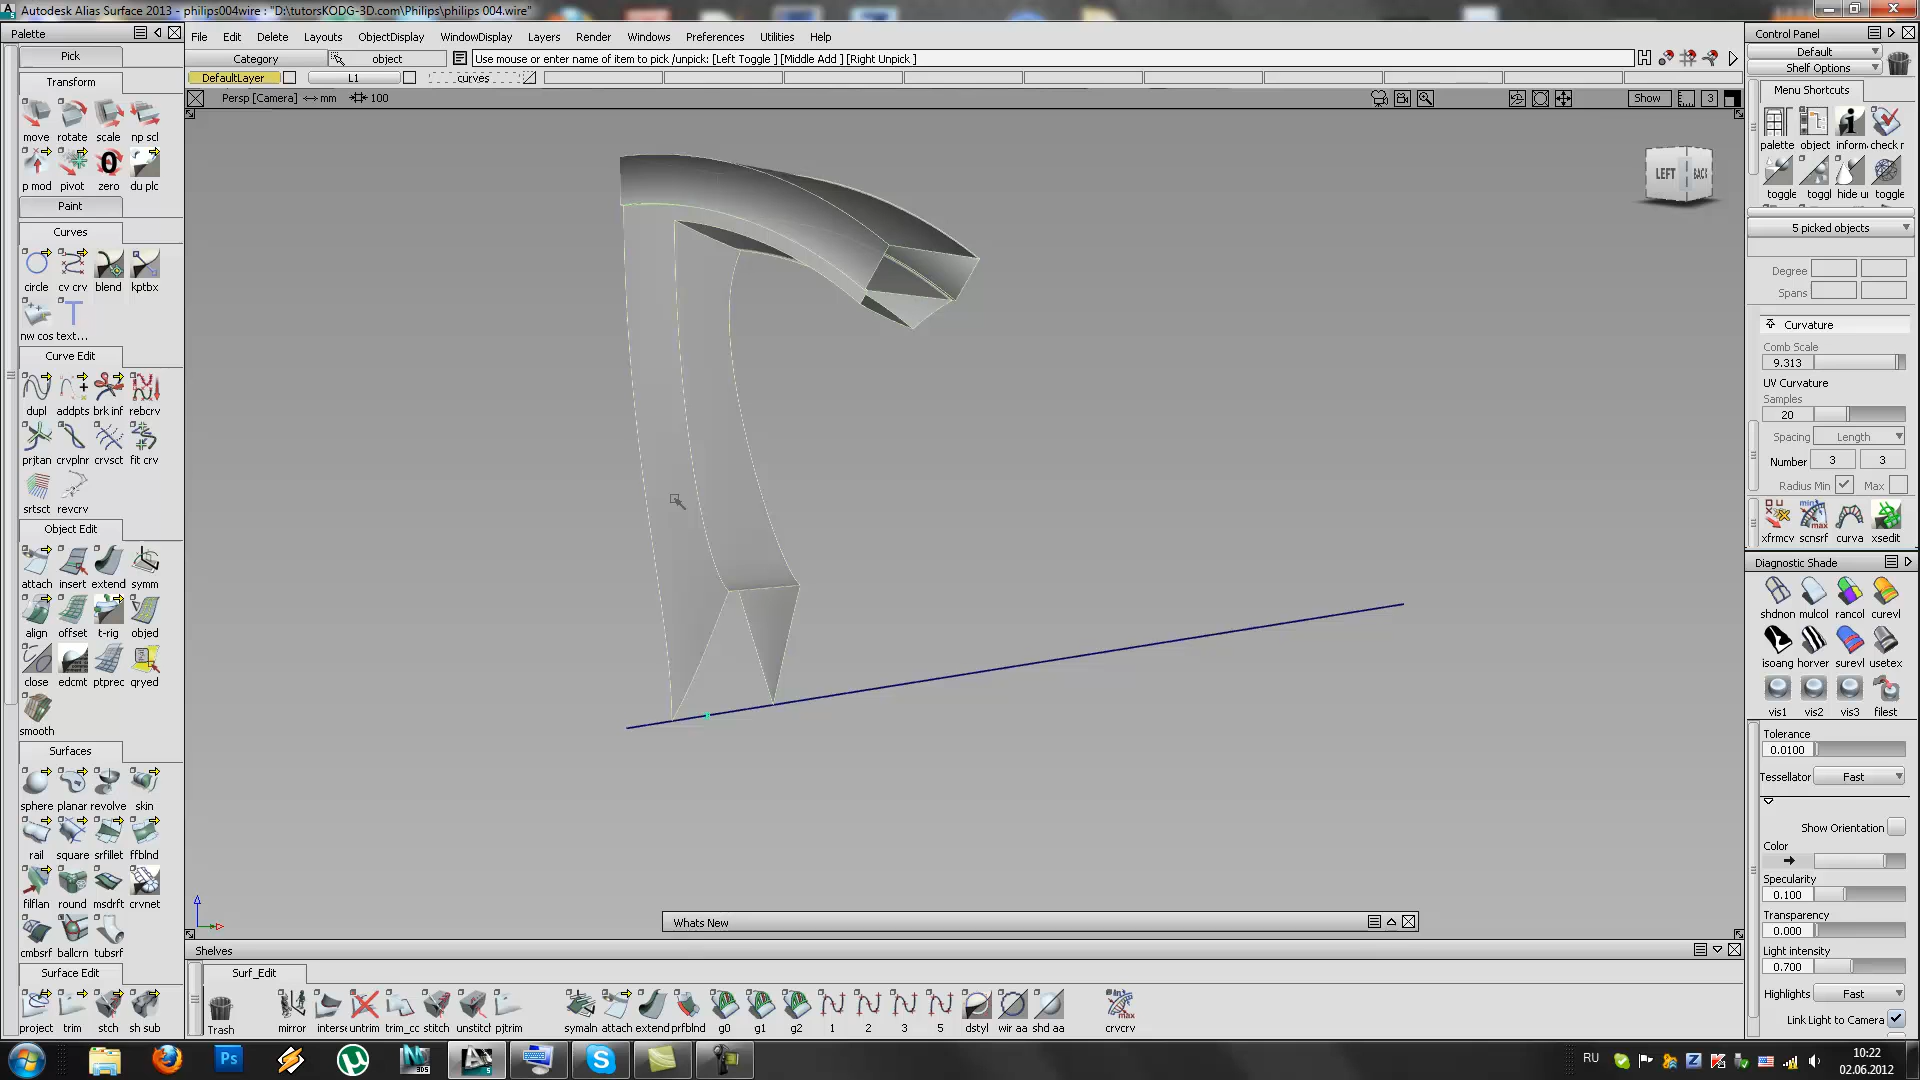 Autodesk Alias Surface 2013 - philips004wire : "D:\tutorsKODG-3D.com\Philips\philips 004.wire"
Palette
File Edit Delete Layouts ObjectDisplay WindowDisplay Layers Render Windows Preferences Utilities Help
Control Panel
Pick
Category object Use mouse or enter name of item to pick /unpick: [Left Toggle ] [Middle Add ] [Right Unpick ]
Default
Shelf Options
DefaultLayer L1 curves
Transform
Menu Shortcuts
Persp [Camera] mm 100
Show 3
move rotate scale np scl
palette object inform check r
p mod pivot zero du plc
toggle toggl hide u toggle
LEFT BACK
Paint
Curves
5 picked objects
circle cv crv blend kptbx
Degree
Spans
nw cos text...
Curvature
Curve Edit
Comb Scale
9.313
UV Curvature
Samples
20
dupl addpts brk inf rebcrv
Spacing Length
prjtan crvplnr crvsct fit crv
Number 3 3
Radius Min Max
srtsct revcrv
Object Edit
xfrmcv scnsrf curva xsedit
Diagnostic Shade
attach insert extend symm
shdnon mulcol rancol curevl
align offset t-rig objed
isoang horver surevl usetex
close edcmt ptprec qryed
vis1 vis2 vis3 filest
smooth
Tolerance
0.0100
Surfaces
Tessellator Fast
sphere planar revolve skin
Show Orientation
Color
rail square srfillet ffblnd
Specularity
0.100
filflan round msdrft crvnet
Transparency
0.000
Whats New
cmbsrf ballcrn tubsrf
Shelves
Light intensity
0.700
Surface Edit
Surf_Edit
Highlights Fast
project trim stch sh sub
Trash mirror interse untrim trim_cc stitch unstitcl pjtrim symaln attach extend prfblnd g0 g1 g2 1 2 3 5 dstyl wir aa shd aa crvcrv
Link Light to Camera
RU
10:22
02.06.2012